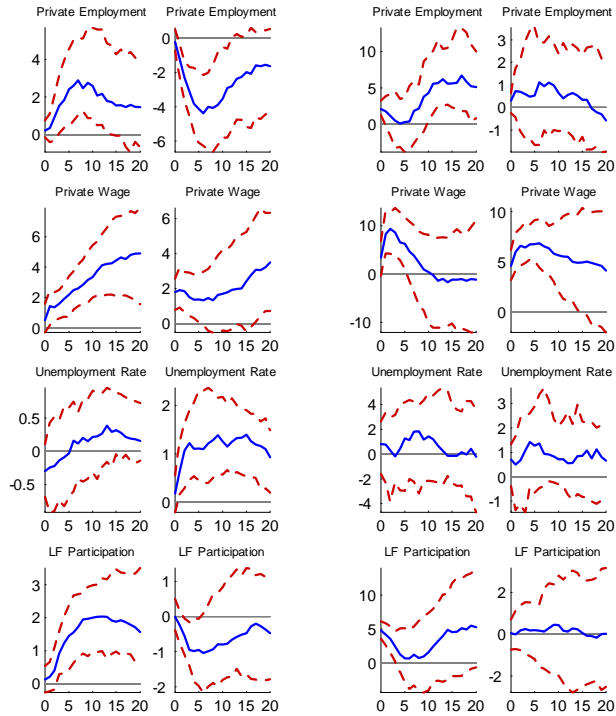 Private Employment Private Employment Private Employment Private Employment
4 0 10 3
2 -2 5 2
0 -4 0 1
-6 0
-1
0 5 10 15 20 0 5 10 15 20 0 5 10 15 20 0 5 10 15 20
Private Wage Private Wage Private Wage Private Wage
6 6 10 10
4 4 0 5
2 2 -10 0
0 0
0 5 10 15 20 0 5 10 15 20 0 5 10 15 20 0 5 10 15 20
Unemployment Rate Unemployment Rate Unemployment Rate Unemployment Rate
0.5 2 4 3
0 1 2 2
-0.5 0 0 1
-2 0
-4 -1
0 5 10 15 20 0 5 10 15 20 0 5 10 15 20 0 5 10 15 20
LF Participation LF Participation LF Participation LF Participation
3 1 10 2
2 0 5 0
1 -1 0 -2
0 -2
0 5 10 15 20 0 5 10 15 20 0 5 10 15 20 0 5 10 15 20